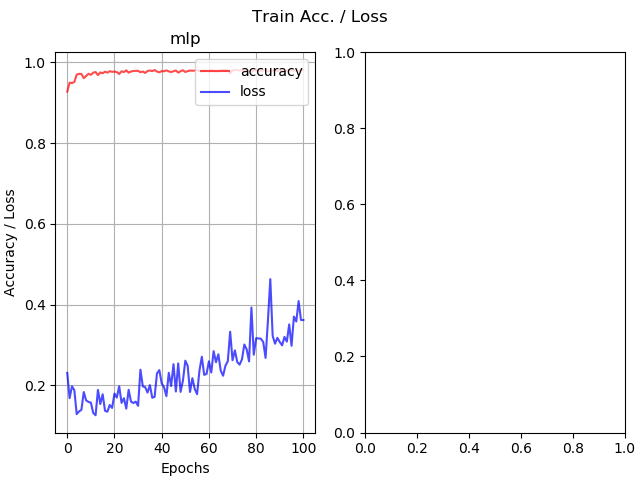 Train Acc. / Loss
mlp
accuracy
loss
Accuracy / Loss
1.0
0.8
0.6
0.4
0.2
0 20 40 60 80 100
Epochs
1.0
0.8
0.6
0.4
0.2
0.0
0.0 0.2 0.4 0.6 0.8 1.0